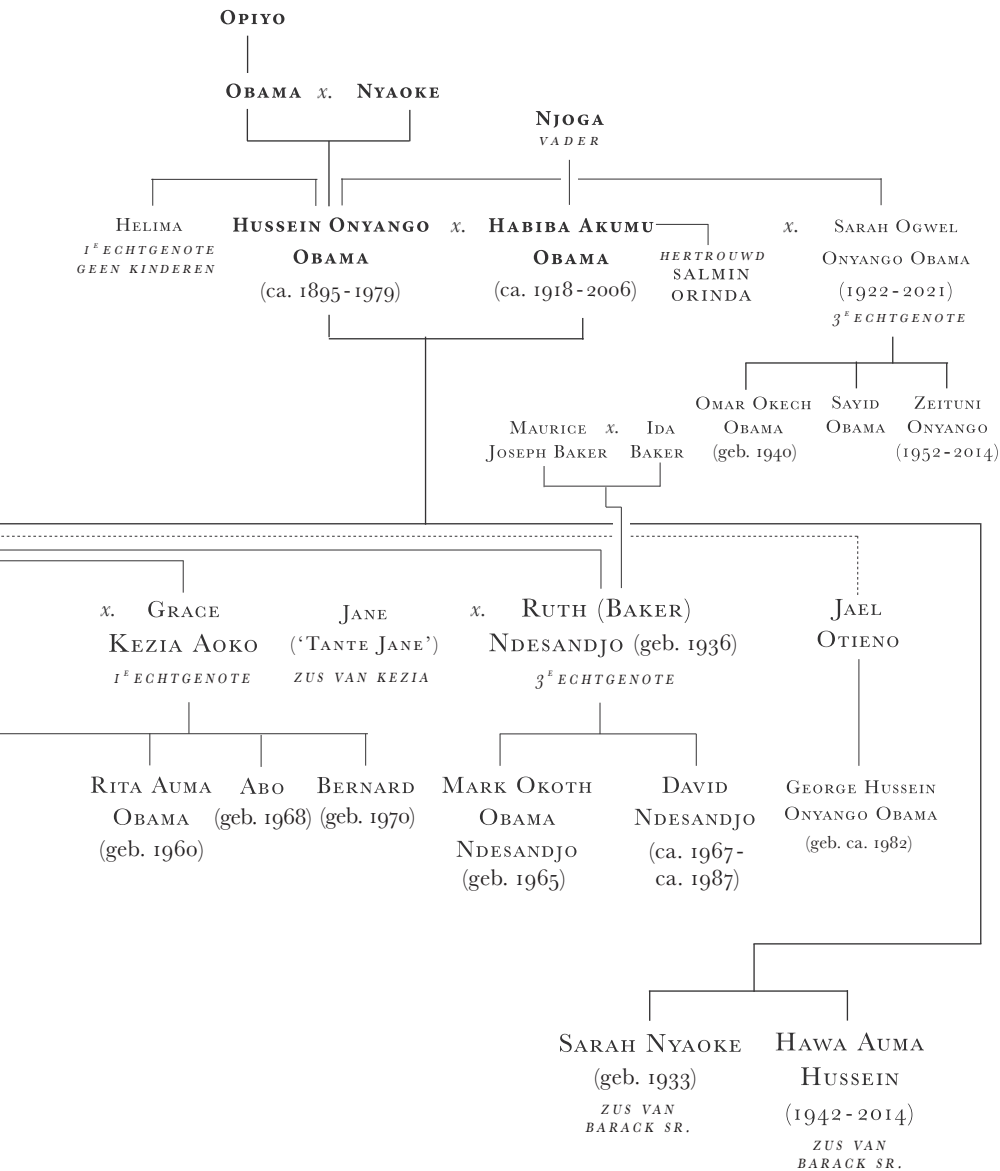 Opiyo
Obama x. Nyaoke
Njoga
VADER
Helima
1E ECHTGENOTE
GEEN KINDEREN
Hussein Onyango
Obama
(ca. 1895-1979)
x.
Habiba Akumu
Obama
(ca. 1918-2006)
HERTROUWD
SALMIN
ORINDA
x.
Sarah Ogwel
Onyango Obama
(1922-2021)
3E ECHTGENOTE
Omar Okech
Obama
(geb. 1940)
Sayid
Obama
Zeituni
Onyango
(1952-2014)
Maurice
Joseph Baker
x.
Ida
Baker
x.
Grace
Kezia Aoko
1E ECHTGENOTE
Jane
(‘Tante Jane’)
ZUS VAN KEZIA
x.
Ruth (Baker)
Ndesandjo (geb. 1936)
3E ECHTGENOTE
Jael
Otieno
Rita Auma
Obama
(geb. 1960)
Abo
(geb. 1968)
Bernard
(geb. 1970)
Mark Okoth
Obama
Ndesandjo
(geb. 1965)
David
Ndesandjo
(ca. 1967-
ca. 1987)
George Hussein
Onyango Obama
(geb. ca. 1982)
Sarah Nyaoke
(geb. 1933)
ZUS VAN
BARACK SR.
Hawa Auma
Hussein
(1942-2014)
ZUS VAN
BARACK SR.